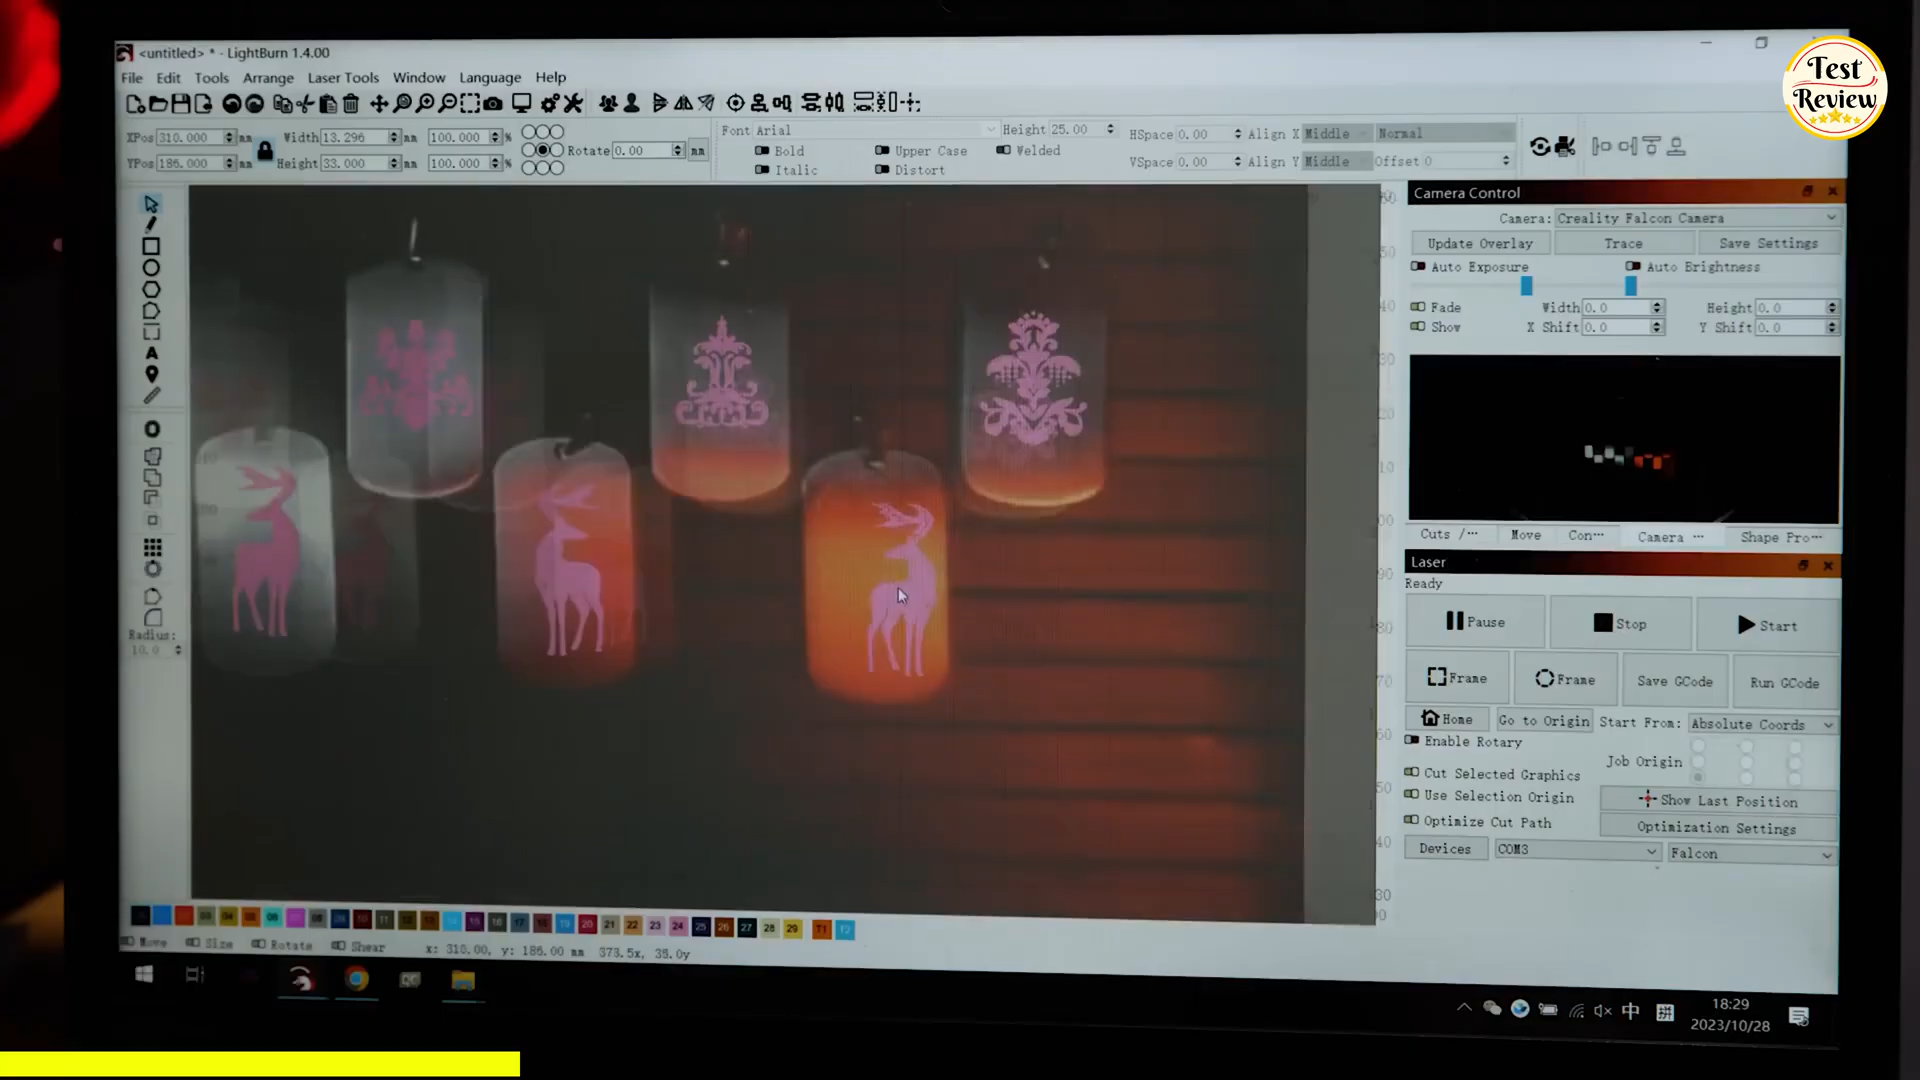 <untitled> * - LightBurn 1.4.00
Test
Review
File Edit Tools Arrange Laser Tools Window Language Help
XPos 310.000 mm Width 13.296 mm 100.000 %
YPos 186.000 mm Height 33.000 mm 100.000 %
Rotate 0.00 mm
Font Arial Height 25.00
Bold Upper Case Welded
Italic Distort
HSpace 0.00 Align X Middle Normal
VSpace 0.00 Align Y Middle Offset 0
Camera Control
Camera: Creality Falcon Camera
Update Overlay Trace Save Settings
Auto Exposure Auto Brightness
Fade Width 0.0 Height 0.0
Show X Shift 0.0 Y Shift 0.0
Cuts /··· Move Con··· Camera ··· Shape Pro···
Laser
Ready
Pause Stop Start
Frame Frame Save GCode Run GCode
Home Go to Origin Start From: Absolute Coords
Enable Rotary
Job Origin
Cut Selected Graphics
Use Selection Origin Show Last Position
Optimize Cut Path Optimization Settings
Devices COM3 Falcon
Radius:
10.0
Move Size Rotate Shear x: 310.00, y: 186.00 mm
中 拼
18:29
2023/10/28